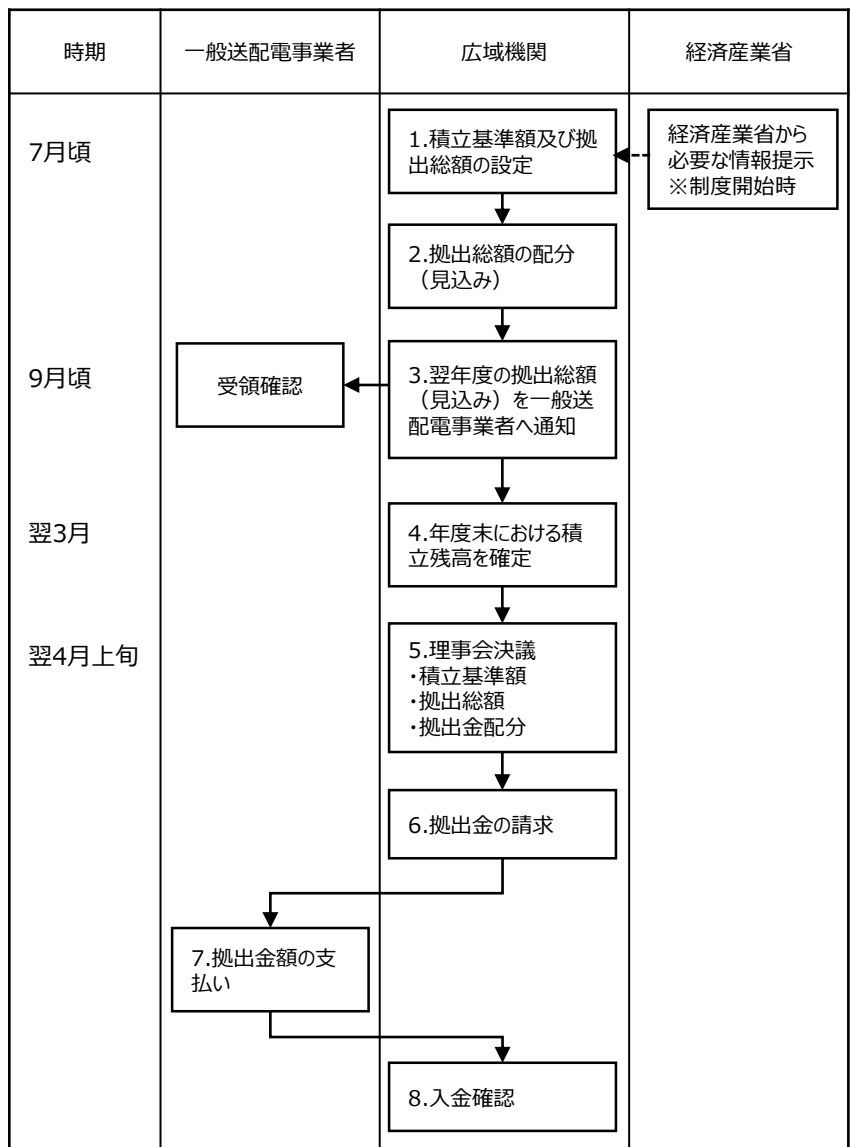 時期
一般送配電事業者
広域機関
経済産業省
7月頃
1.積立基準額及び拠
出総額の設定
経済産業省から
必要な情報提示
※制度開始時
2.拠出総額の配分
（見込み）
9月頃
受領確認
3.翌年度の拠出総額
（見込み）を一般送
配電事業者へ通知
翌3月
4.年度末における積
立残高を確定
翌4月上旬
5.理事会決議
・積立基準額
・拠出総額
・拠出金配分
6.拠出金の請求
7.拠出金額の支
払い
8.入金確認